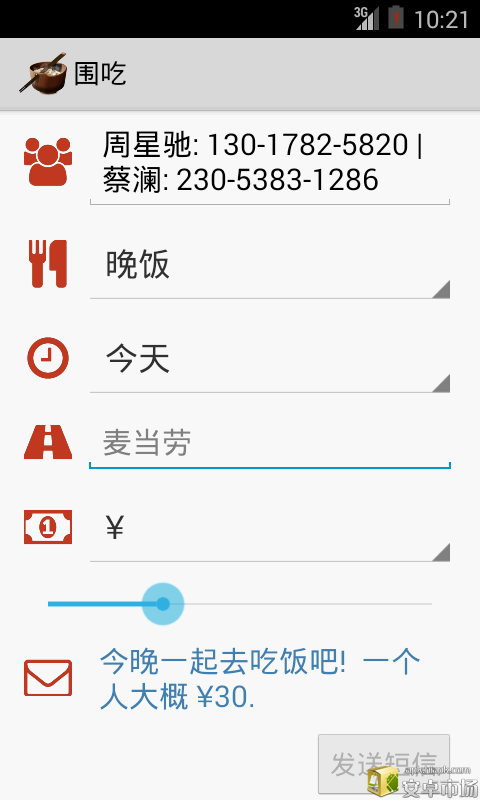 3G 10:21
围吃
周星驰: 130-1782-5820 |
蔡澜: 230-5383-1286
晚饭
今天
麦当劳
1
¥
今晚一起去吃饭吧! 一个
人大概 ¥30.
发送短信
安卓市场